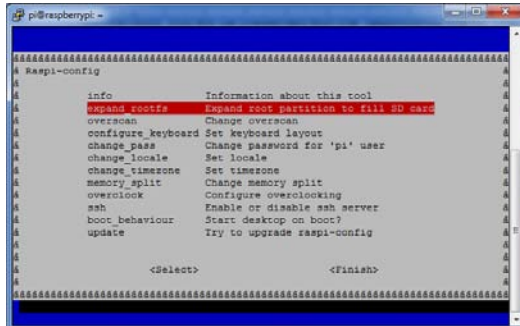 pi@raspberrypi: ~
Raspi-config
info Information about this tool
expand_rootfs Expand root partition to fill SD card
overscan Change overscan
configure_keyboard Set keyboard layout
change_pass Change password for 'pi' user
change_locale Set locale
change_timezone Set timezone
memory_split Change memory split
overclock Configure overclocking
ssh Enable or disable ssh server
boot_behaviour Start desktop on boot?
update Try to upgrade raspi-config
<Select> <Finish>